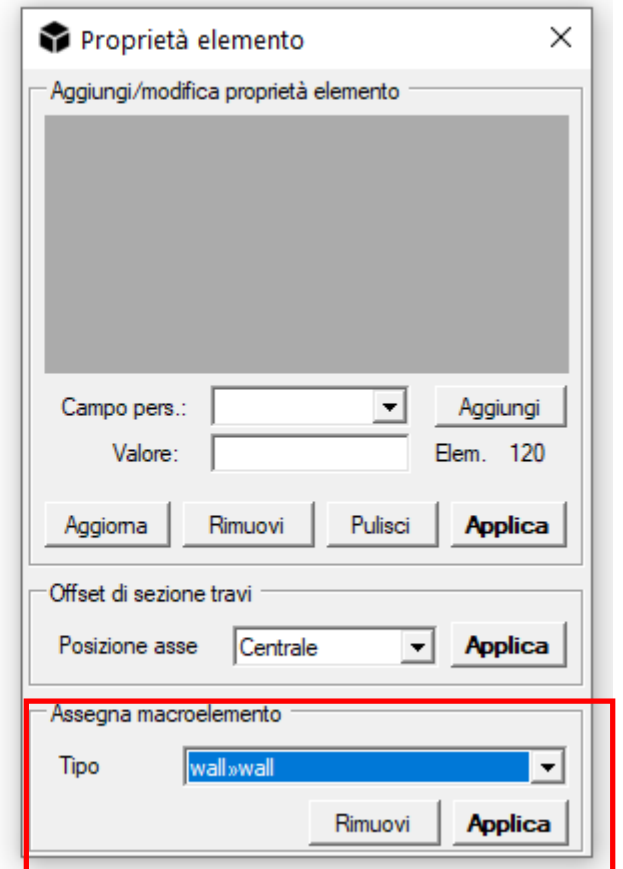 Proprietà elemento
Aggiungi/modifica proprietà elemento
Campo pers.: Aggiungi
Valore: Elem. 120
Aggiorna Rimuovi Pulisci Applica
Offset di sezione travi
Posizione asse Centrale Applica
Assegna macroelemento
Tipo wall»wall
Rimuovi Applica